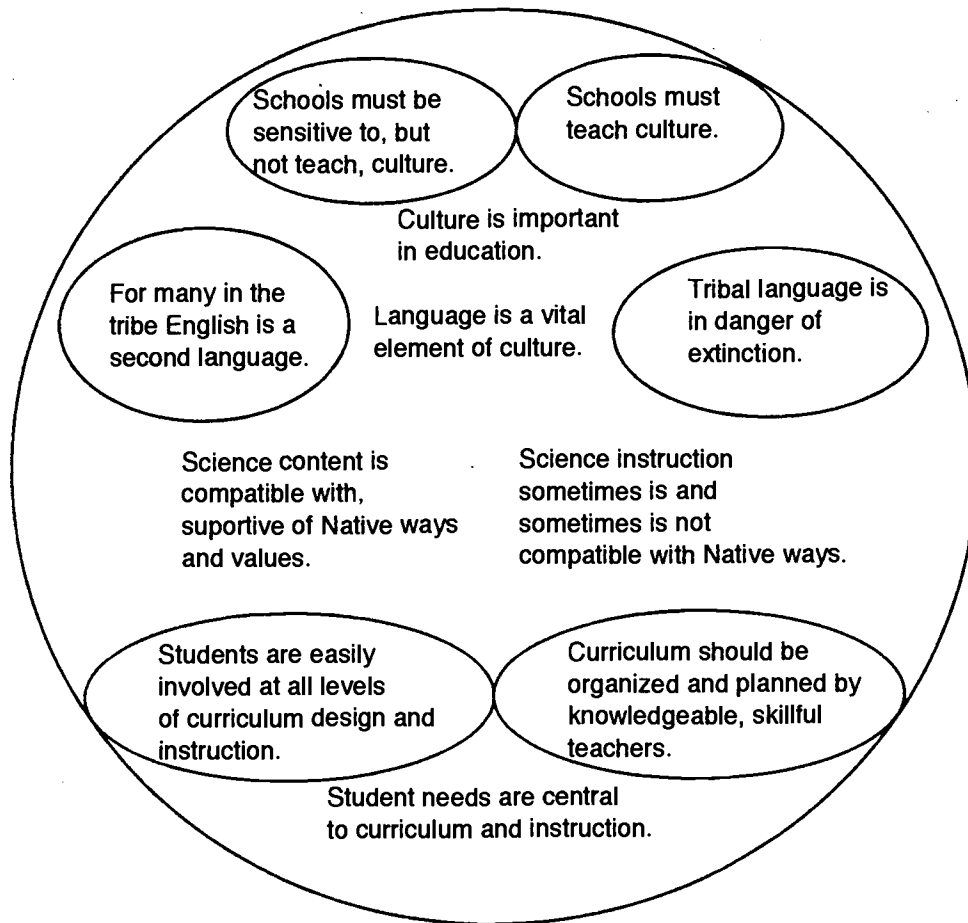 Schools must be
sensitive to, but
not teach, culture.
Schools must
teach culture.
Culture is important
in education.
For many in the
tribe English is a
second language.
Language is a vital
element of culture.
Tribal language is
in danger of
extinction.
Science content is
compatible with,
suportive of Native ways
and values.
Science instruction
sometimes is and
sometimes is not
compatible with Native ways.
Students are easily
involved at all levels
of curriculum design and
instruction.
Curriculum should be
organized and planned by
knowledgeable, skillful
teachers.
Student needs are central
to curriculum and instruction.